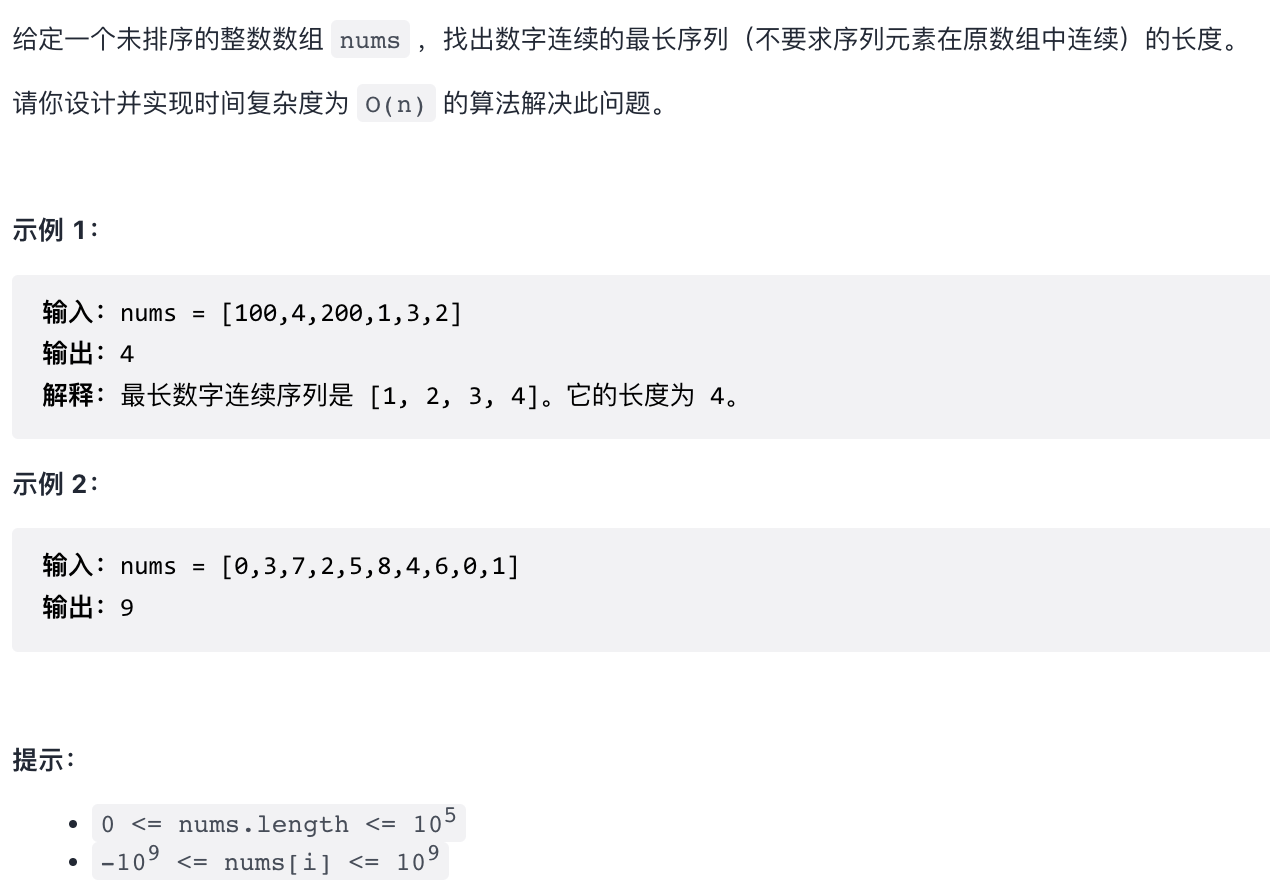 给定一个未排序的整数数组 nums ，找出数字连续的最长序列（不要求序列元素在原数组中连续）的长度。
请你设计并实现时间复杂度为 O(n) 的算法解决此问题。
示例 1：
输入：nums = [100,4,200,1,3,2]
输出：4
解释：最长数字连续序列是 [1, 2, 3, 4]。它的长度为 4。
示例 2：
输入：nums = [0,3,7,2,5,8,4,6,0,1]
输出：9
提示：
• 0 <= nums.length <= 10⁵
• -10⁹ <= nums[i] <= 10⁹